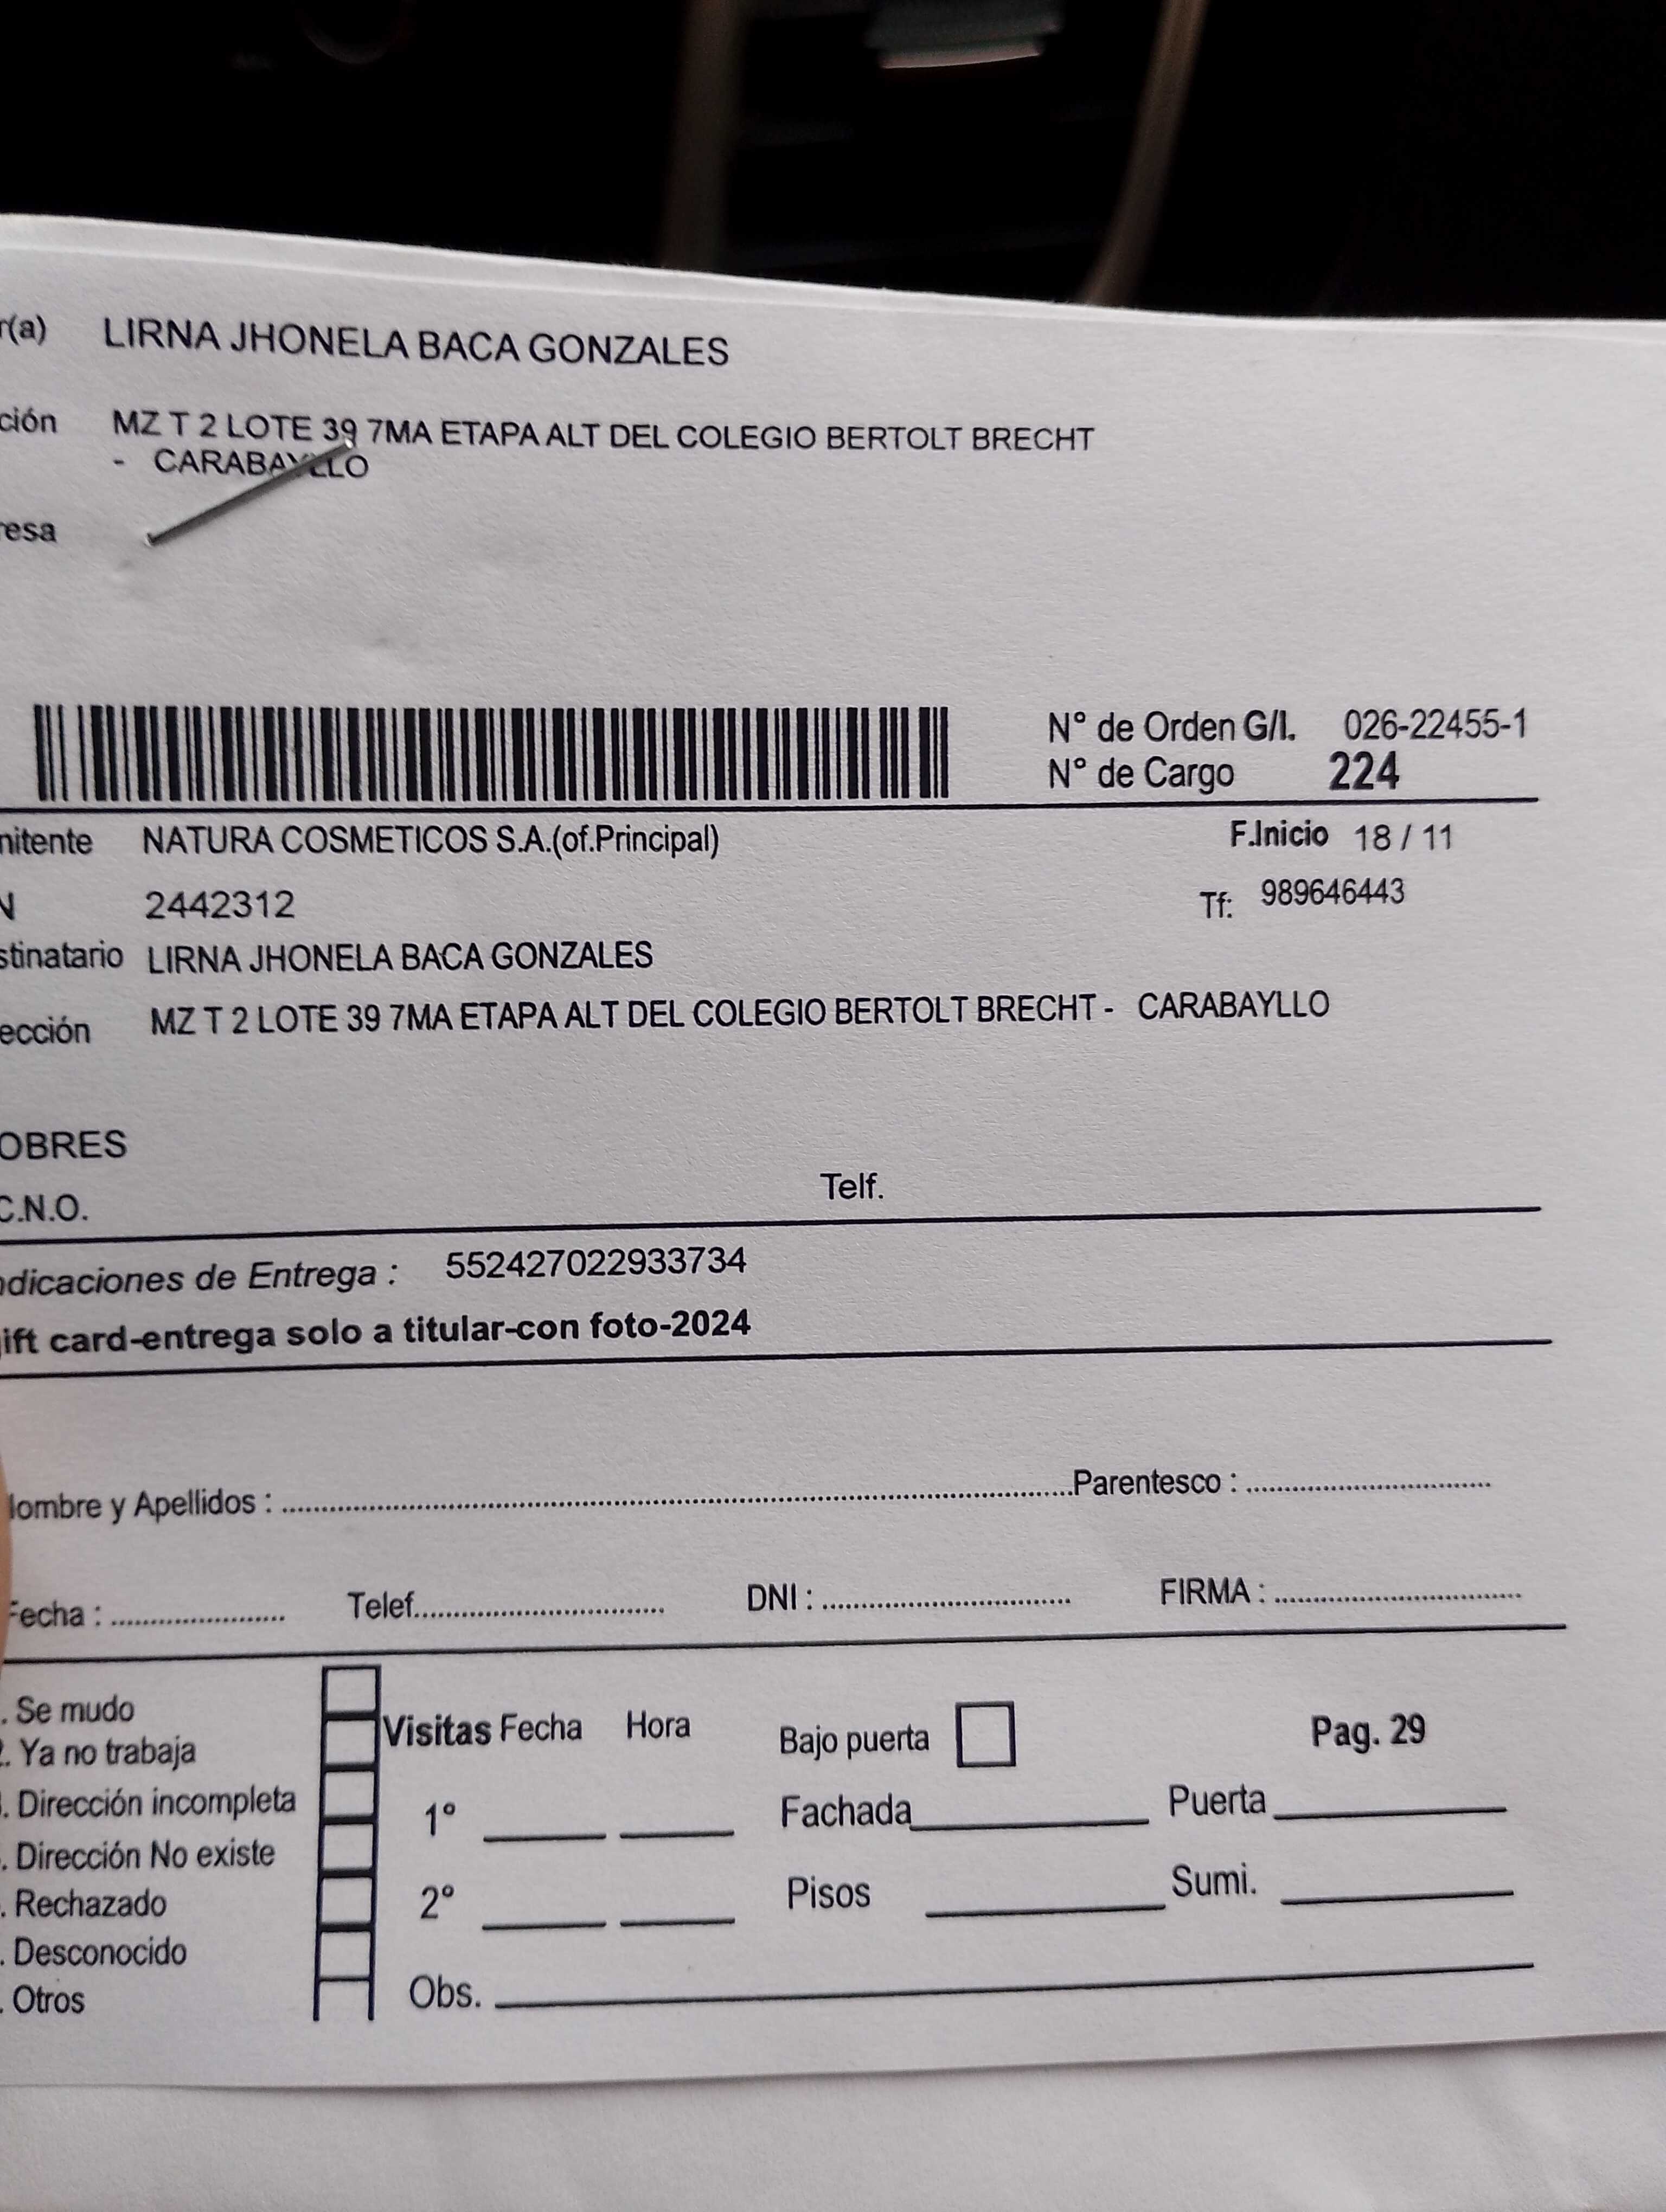 r(a) LIRNA JHONELA BACA GONZALES
ción MZ T 2 LOTE 39 7MA ETAPA ALT DEL COLEGIO BERTOLT BRECHT
- CARABAYLLO
resa
N° de Orden G/I. 026-22455-1
N° de Cargo 224
nitente NATURA COSMETICOS S.A.(of.Principal) F.Inicio 18 / 11
N 2442312 Tf: 989646443
stinatario LIRNA JHONELA BACA GONZALES
ección MZ T 2 LOTE 39 7MA ETAPA ALT DEL COLEGIO BERTOLT BRECHT - CARABAYLLO
OBRES
C.N.O. Telf.
ndicaciones de Entrega : 552427022933734
gift card-entrega solo a titular-con foto-2024
Nombre y Apellidos : Parentesco :
Fecha : Telef. DNI : FIRMA :
. Se mudo
2. Ya no trabaja Visitas Fecha Hora Bajo puerta Pag. 29
. Dirección incompleta 1° Fachada Puerta
. Dirección No existe
. Rechazado 2° Pisos Sumi.
. Desconocido
. Otros Obs.